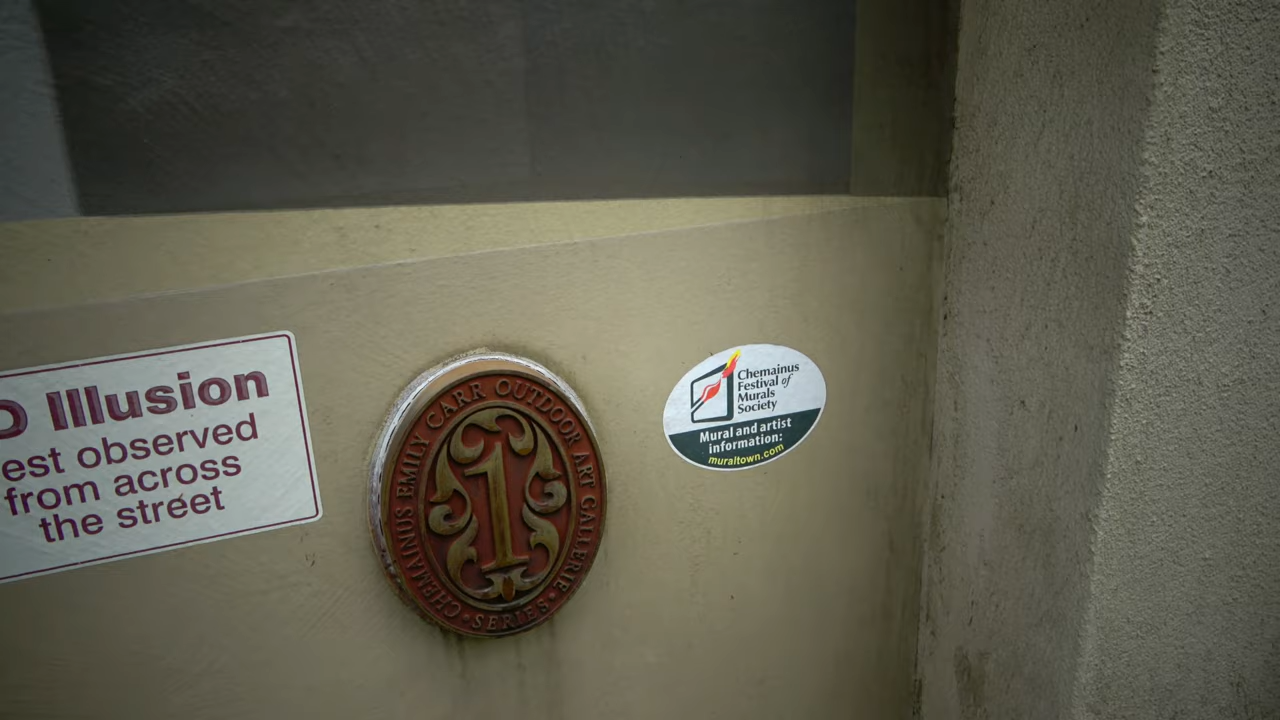 D Illusion
est observed
from across
the street
CHEMAINUS EMILY CARR OUTDOOR ART GALLERIE
• SERIES •
1
Chemainus
Festival of
Murals
Society
Mural and artist
information:
muraltown.com